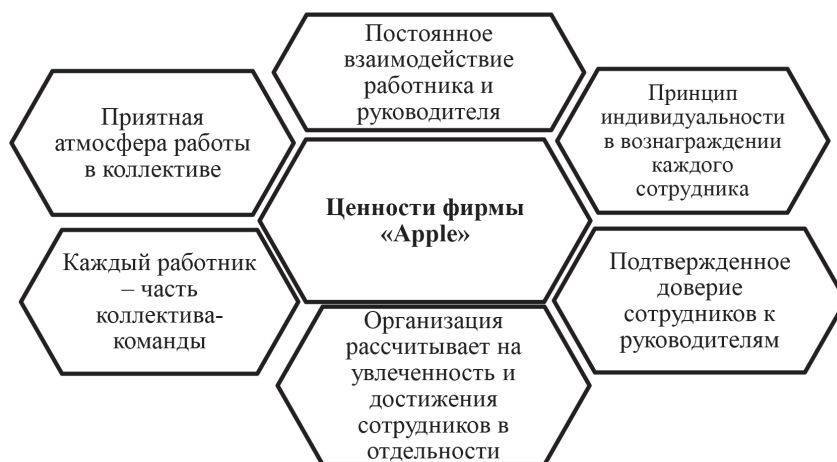 Постоянное
взаимодействие
работника и
руководителя
Приятная
атмосфера работы
в коллективе
Принцип
индивидуальности
в вознаграждении
каждого
сотрудника
Ценности фирмы
«Apple»
Каждый работник
– часть
коллектива-
команды
Подтвержденное
доверие
сотрудников к
руководителям
Организация
рассчитывает на
увлеченность и
достижения
сотрудников в
отдельности